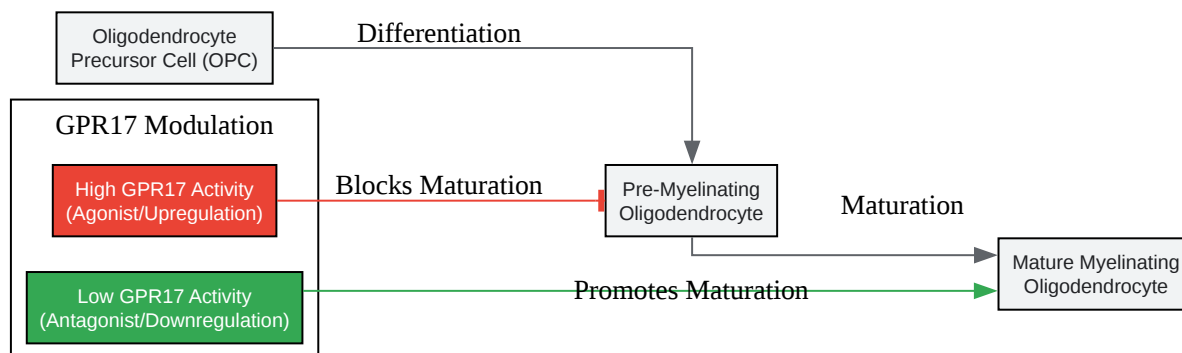 Oligodendrocyte
Precursor Cell (OPC)
Differentiation
GPR17 Modulation
High GPR17 Activity
(Agonist/Upregulation)
Blocks Maturation
Pre-Myelinating
Oligodendrocyte
Maturation
Mature Myelinating
Oligodendrocyte
Low GPR17 Activity
(Antagonist/Downregulation)
Promotes Maturation